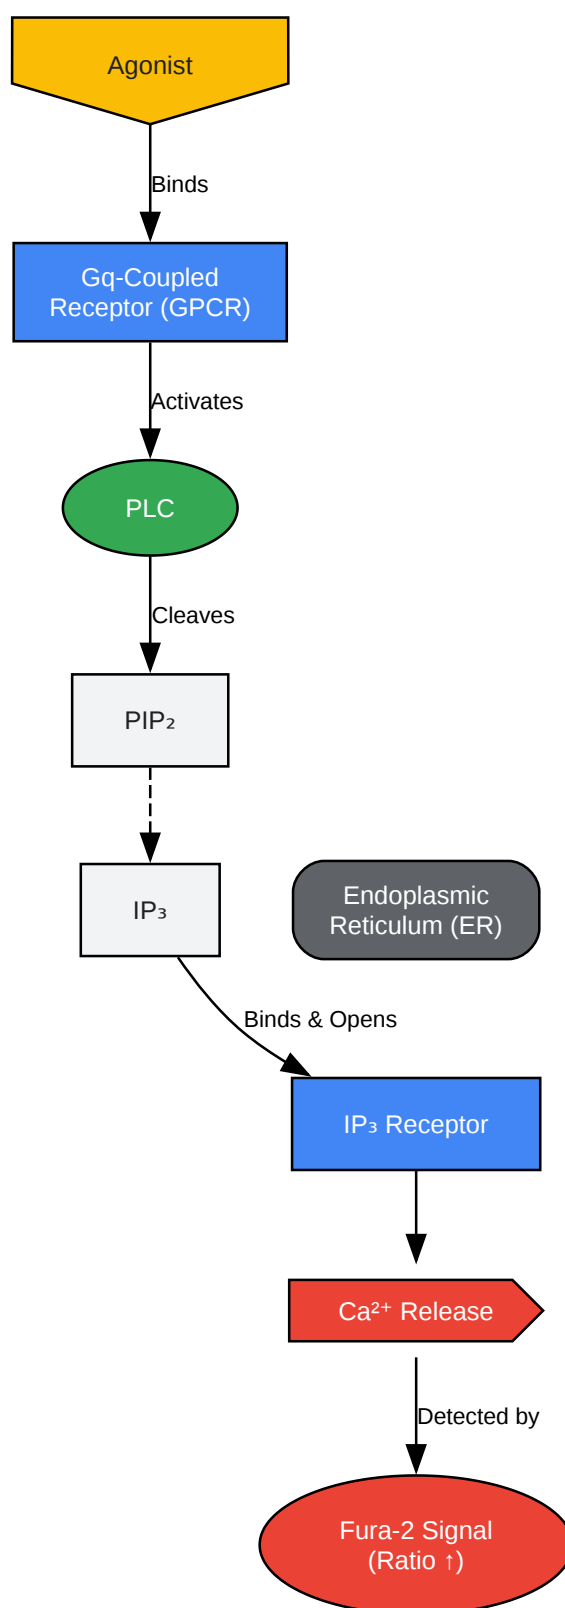 Agonist
Binds
Gq-Coupled
Receptor (GPCR)
Activates
PLC
Cleaves
PIP₂
IP₃
Endoplasmic
Reticulum (ER)
Binds & Opens
IP₃ Receptor
Ca²⁺ Release
Detected by
Fura-2 Signal
(Ratio ↑)